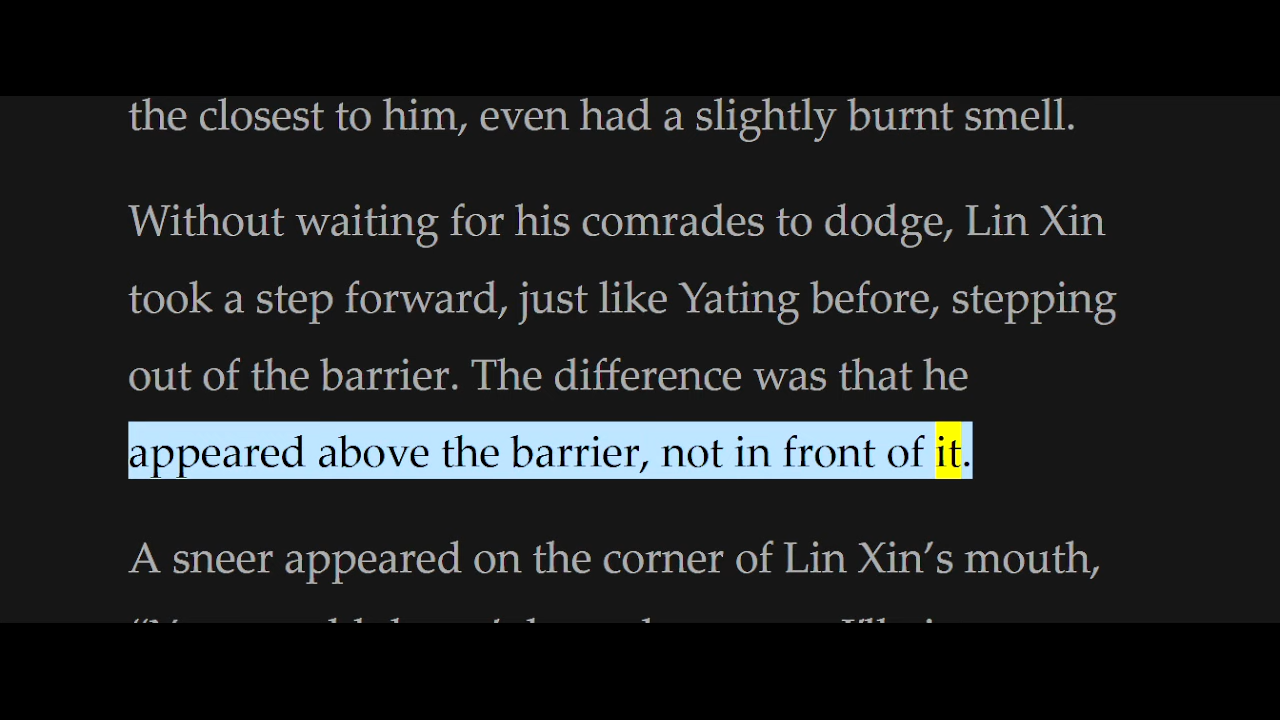 the closest to him, even had a slightly burnt smell.
Without waiting for his comrades to dodge, Lin Xin
took a step forward, just like Yating before, stepping
out of the barrier. The difference was that he
appeared above the barrier, not in front of it.
A sneer appeared on the corner of Lin Xin’s mouth,